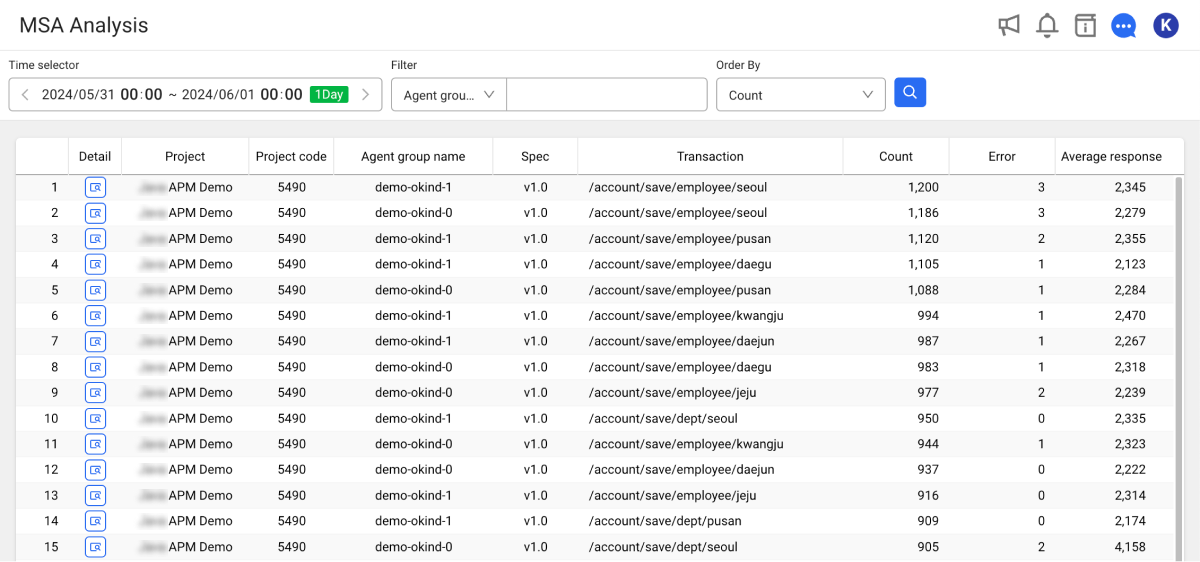 MSA Analysis
K
Time selector
Filter
Order By
2024/05/31 00:00 ~ 2024/06/01 00:00 1Day
Agent grou...
Count
Detail Project Project code Agent group name Spec Transaction Count Error Average response
1 APM Demo 5490 demo-okind-1 v1.0 /account/save/employee/seoul 1,200 3 2,345
2 APM Demo 5490 demo-okind-0 v1.0 /account/save/employee/seoul 1,186 3 2,279
3 APM Demo 5490 demo-okind-1 v1.0 /account/save/employee/pusan 1,120 2 2,355
4 APM Demo 5490 demo-okind-1 v1.0 /account/save/employee/daegu 1,105 1 2,123
5 APM Demo 5490 demo-okind-0 v1.0 /account/save/employee/pusan 1,088 1 2,284
6 APM Demo 5490 demo-okind-1 v1.0 /account/save/employee/kwangju 994 1 2,470
7 APM Demo 5490 demo-okind-1 v1.0 /account/save/employee/daejun 987 1 2,267
8 APM Demo 5490 demo-okind-0 v1.0 /account/save/employee/daegu 983 1 2,318
9 APM Demo 5490 demo-okind-0 v1.0 /account/save/employee/jeju 977 2 2,239
10 APM Demo 5490 demo-okind-1 v1.0 /account/save/dept/seoul 950 0 2,335
11 APM Demo 5490 demo-okind-0 v1.0 /account/save/employee/kwangju 944 1 2,323
12 APM Demo 5490 demo-okind-0 v1.0 /account/save/employee/daejun 937 0 2,222
13 APM Demo 5490 demo-okind-1 v1.0 /account/save/employee/jeju 916 0 2,314
14 APM Demo 5490 demo-okind-1 v1.0 /account/save/dept/pusan 909 0 2,174
15 APM Demo 5490 demo-okind-0 v1.0 /account/save/dept/seoul 905 2 4,158